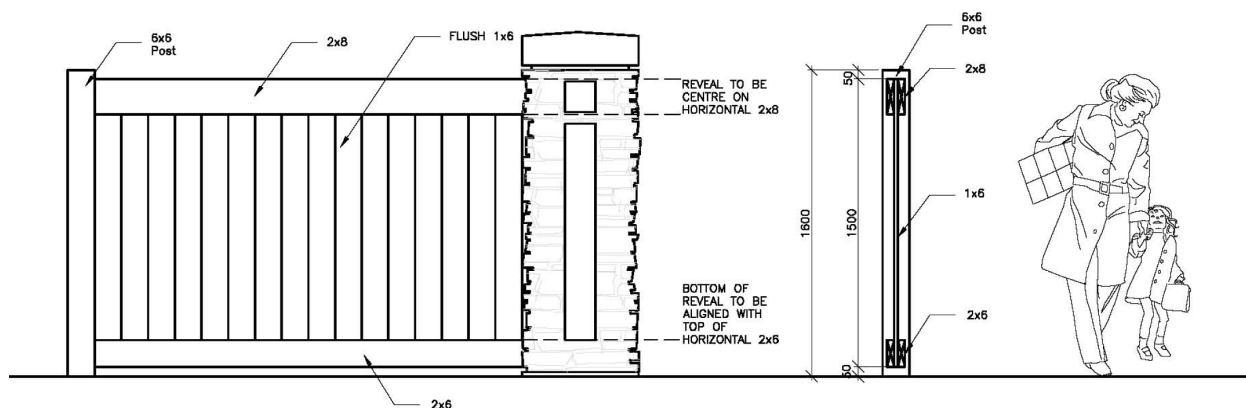 6x6
Post
2x8
FLUSH 1x6
REVEAL TO BE
CENTRE ON
HORIZONTAL 2x8
BOTTOM OF
REVEAL TO BE
ALIGNED WITH
TOP OF
HORIZONTAL 2x6
2x6
6x6
Post
2x8
50
1600
1500
1x6
2x6
50